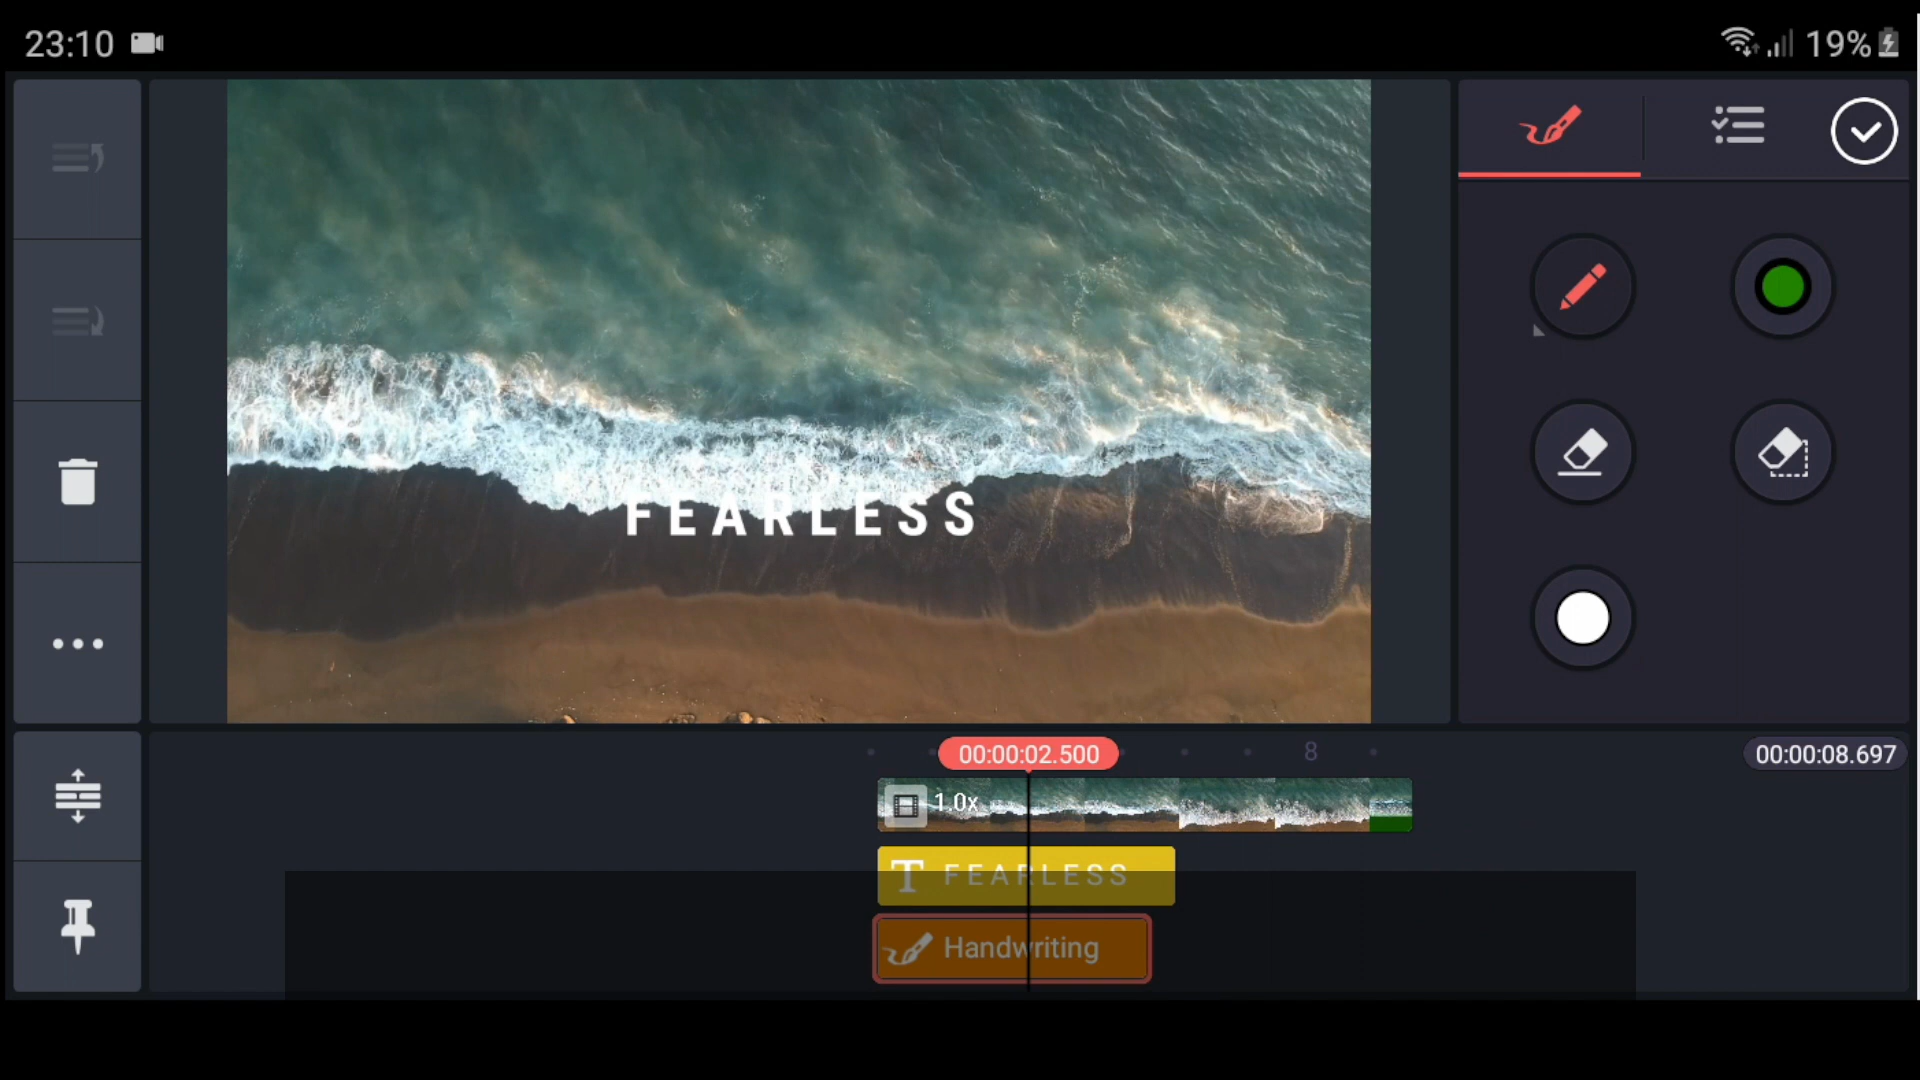 23:10
19%
FEARLESS
00:00:02.500
8
00:00:08.697
1.0x
T FEARLESS
Handwriting